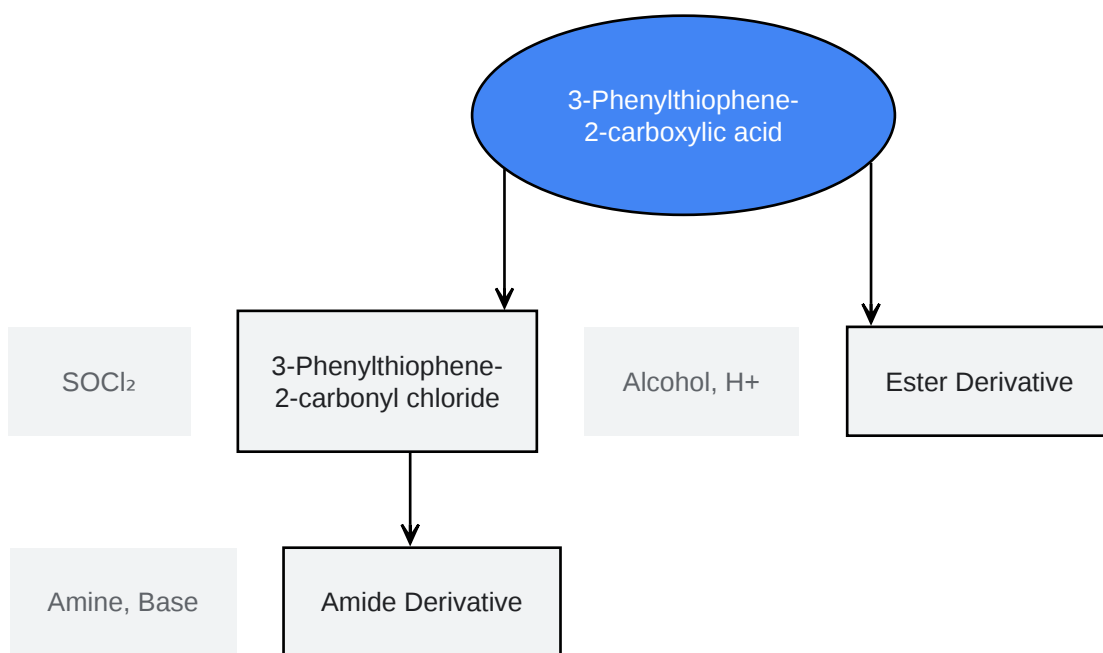 3-Phenylthiophene-
2-carboxylic acid
SOCl₂
3-Phenylthiophene-
2-carbonyl chloride
Alcohol, H+
Ester Derivative
Amine, Base
Amide Derivative